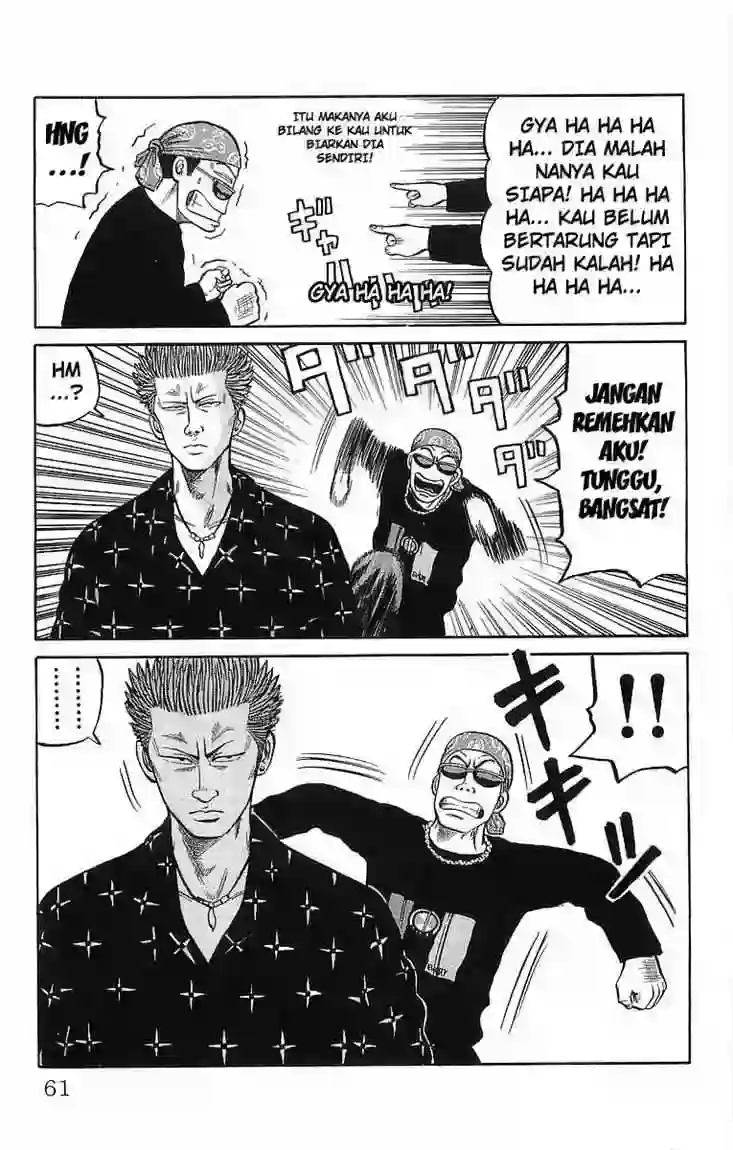 GYA HA HA HA
HA... DIA MALAH
NANYA KAU
SIAPA! HA HA HA
HA... KAU BELUM
BERTARUNG TAPI
SUDAH KALAH! HA
HA HA HA...
ITU MAKANYA AKU
BILANG KE KAU UNTUK
BIARKAN DIA
SENDIRI!
ギャ
GYA HA HA HA!
HNG
...!
JANGAN
REMEHKAN
AKU!
TUNGGU,
BANGSAT!
ダダダダダ
HM
...?
!!
キキッ
........
61